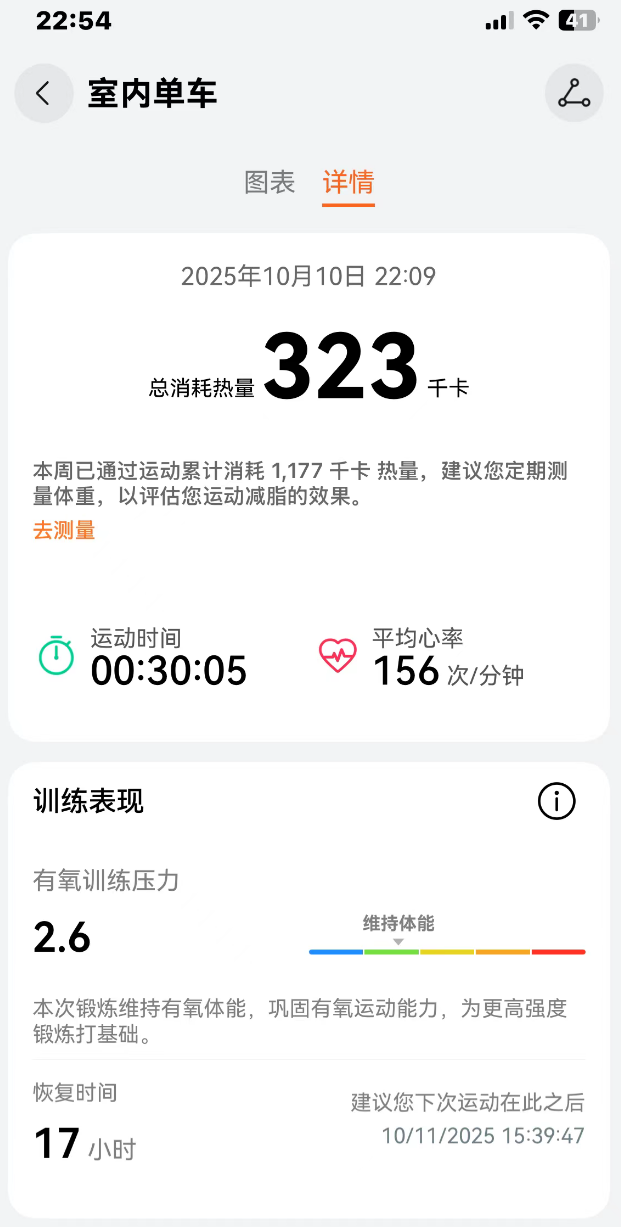 22:54
41
室内单车
图表 详情
2025年10月10日 22:09
总消耗热量 323 千卡
本周已通过运动累计消耗 1,177 千卡 热量，建议您定期测
量体重，以评估您运动减脂的效果。
去测量
运动时间
00:30:05
平均心率
156 次/分钟
训练表现
有氧训练压力
2.6
维持体能
本次锻炼维持有氧体能，巩固有氧运动能力，为更高强度
锻炼打基础。
恢复时间
17 小时
建议您下次运动在此之后
10/11/2025 15:39:47